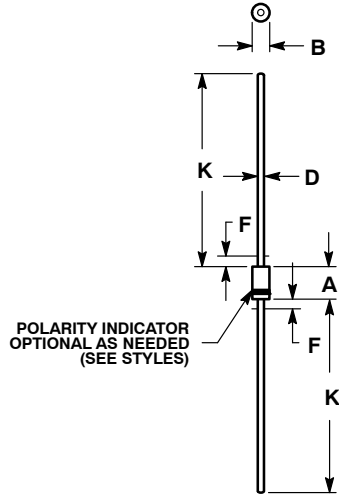 B
K
D
F
A
POLARITY INDICATOR
OPTIONAL AS NEEDED
(SEE STYLES)
F
K